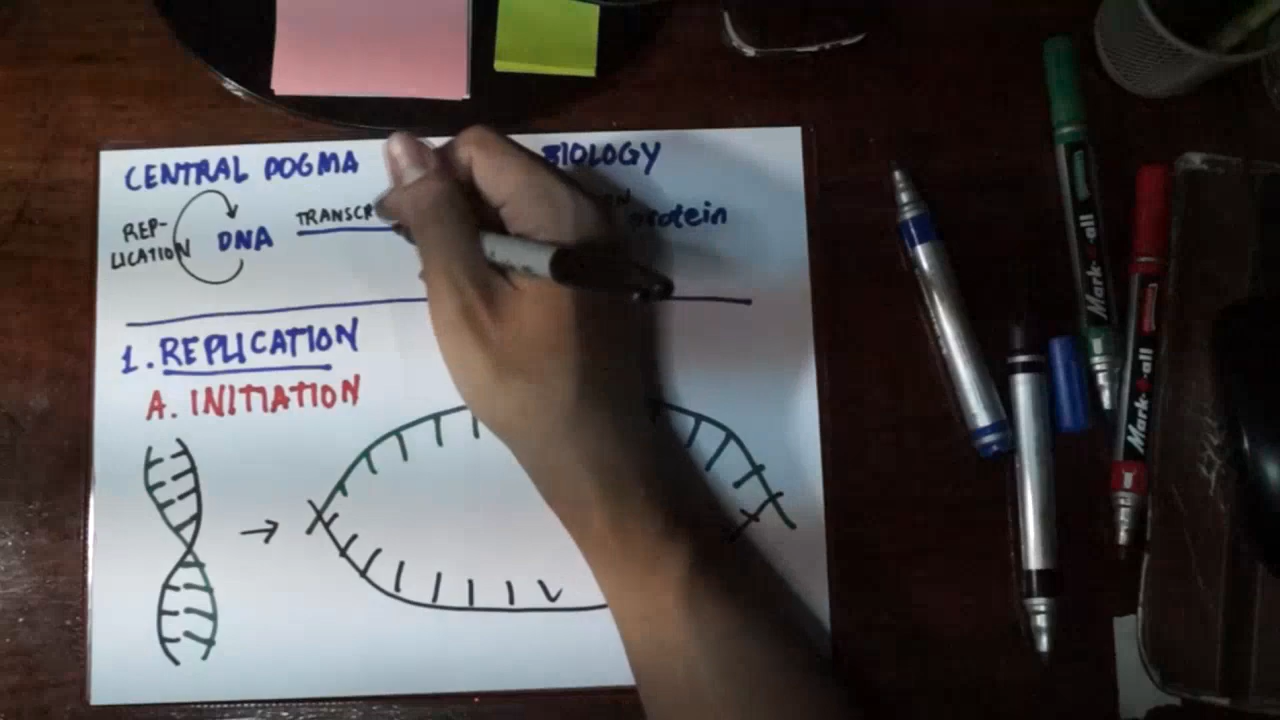 CENTRAL DOGMA BIOLOGY
REP-
LICATION DNA TRANSCR protein
1. REPLICATION
A. INITIATION
Mark-all
Mark-all